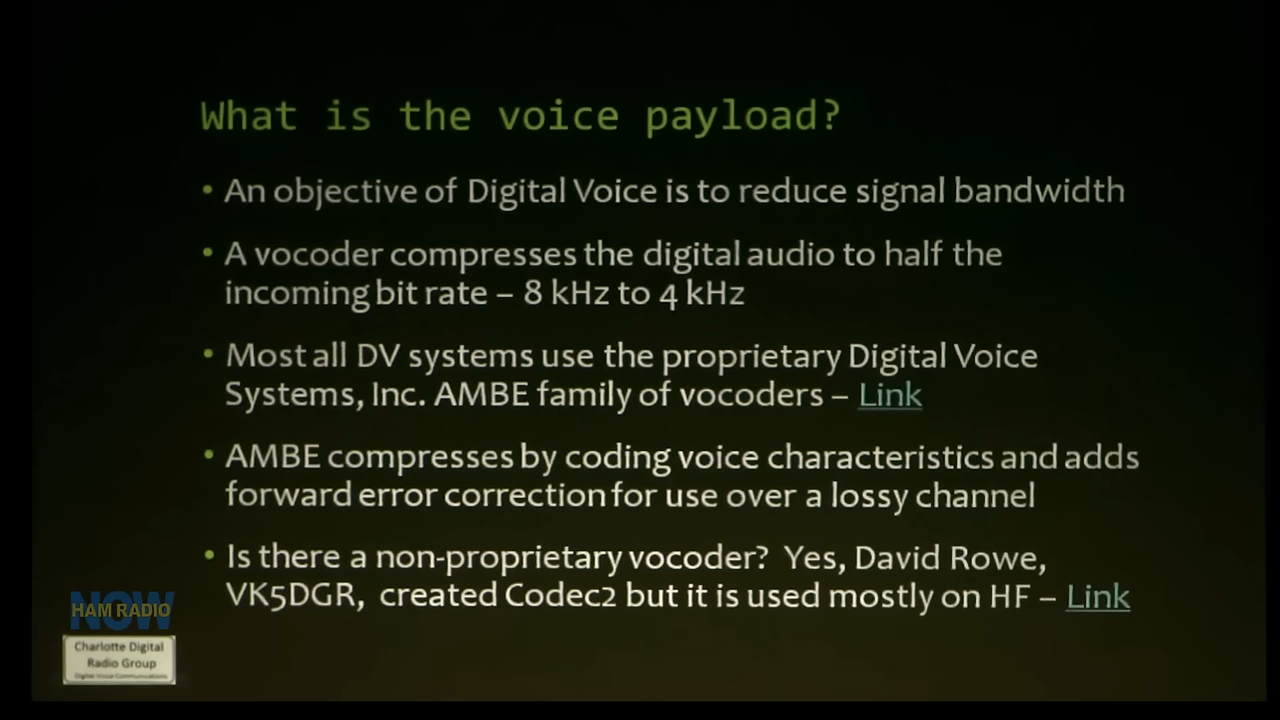 What is the voice payload?
• An objective of Digital Voice is to reduce signal bandwidth
• A vocoder compresses the digital audio to half the
incoming bit rate – 8 kHz to 4 kHz
• Most all DV systems use the proprietary Digital Voice
Systems, Inc. AMBE family of vocoders – Link
• AMBE compresses by coding voice characteristics and adds
forward error correction for use over a lossy channel
• Is there a non-proprietary vocoder?  Yes, David Rowe,
VK5DGR,  created Codec2 but it is used mostly on HF – Link
HAM RADIO
NOW
Charlotte Digital
Radio Group
Digital Voice Communications